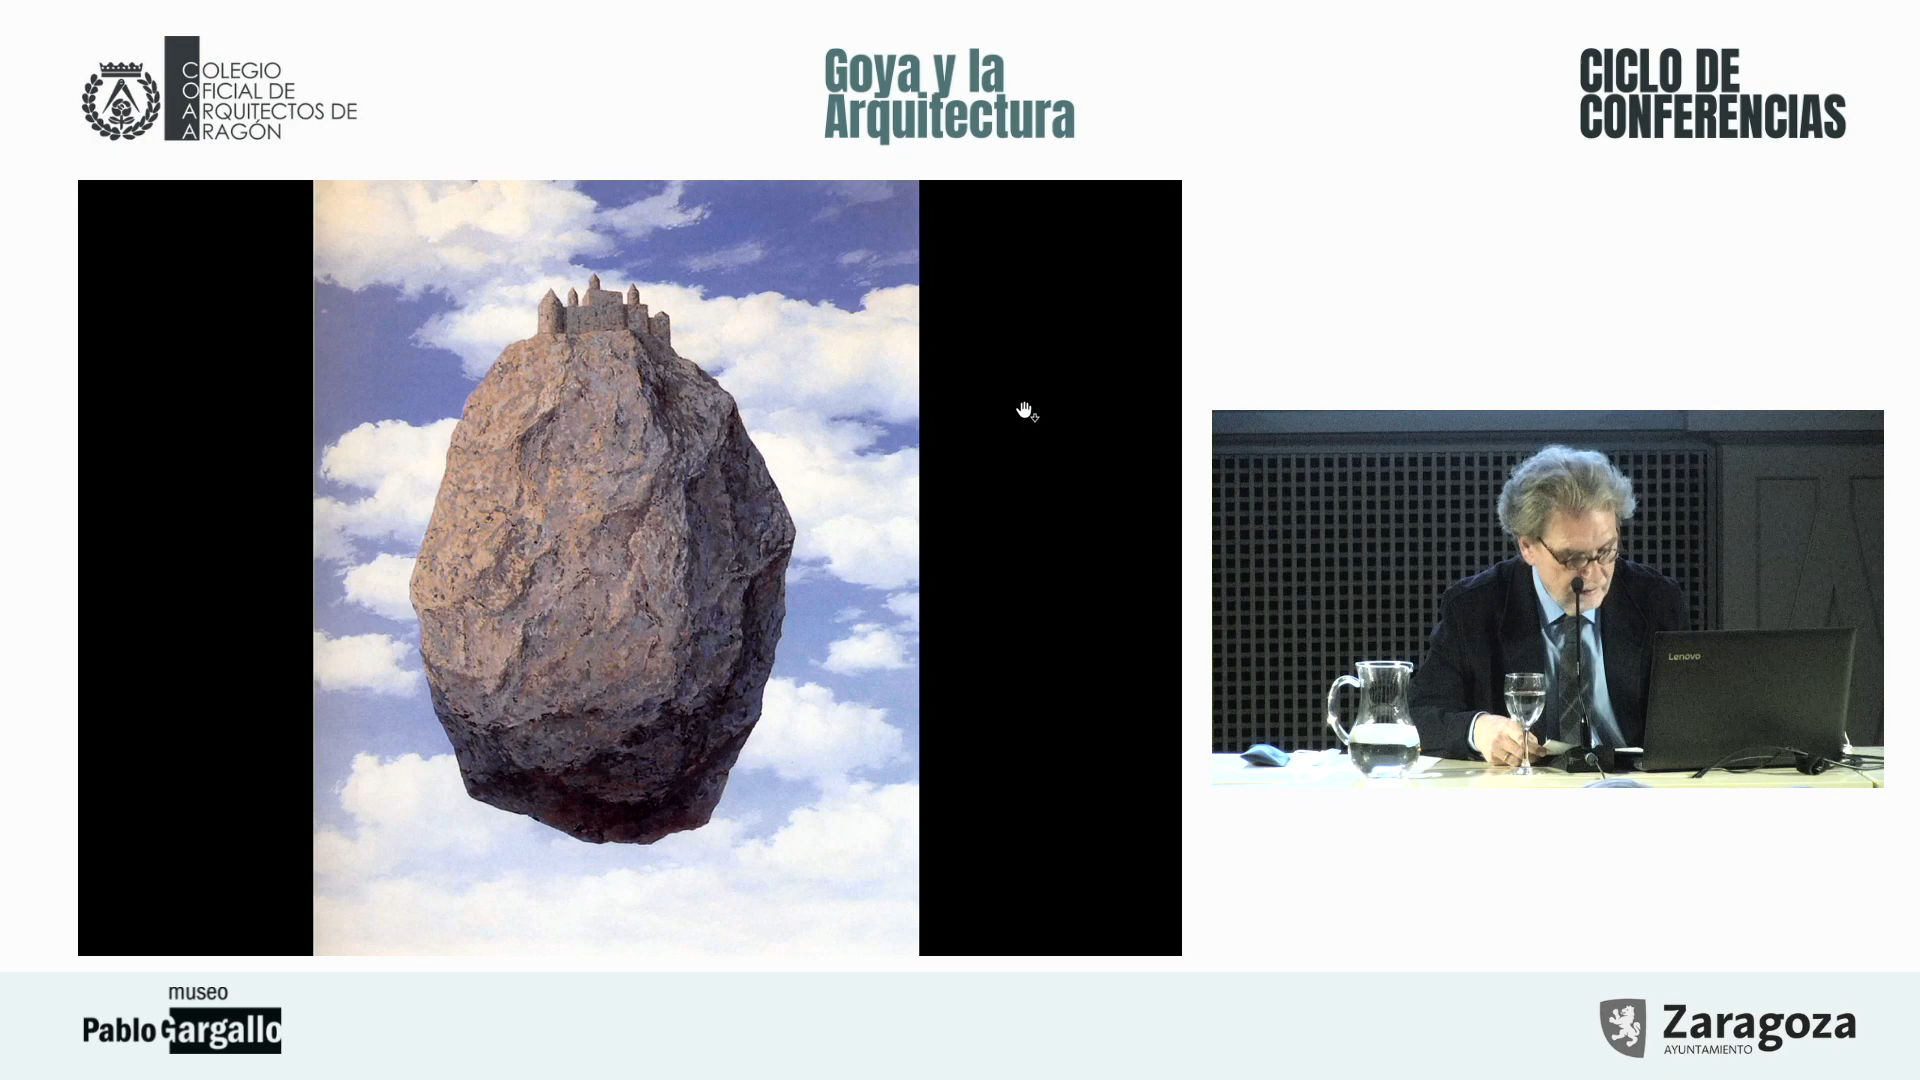 COLEGIO
OFICIAL DE
ARQUITECTOS DE
ARAGÓN
Goya y la
Arquitectura
CICLO DE
CONFERENCIAS
Lenovo
museo
Pablo Gargallo
Zaragoza
AYUNTAMIENTO